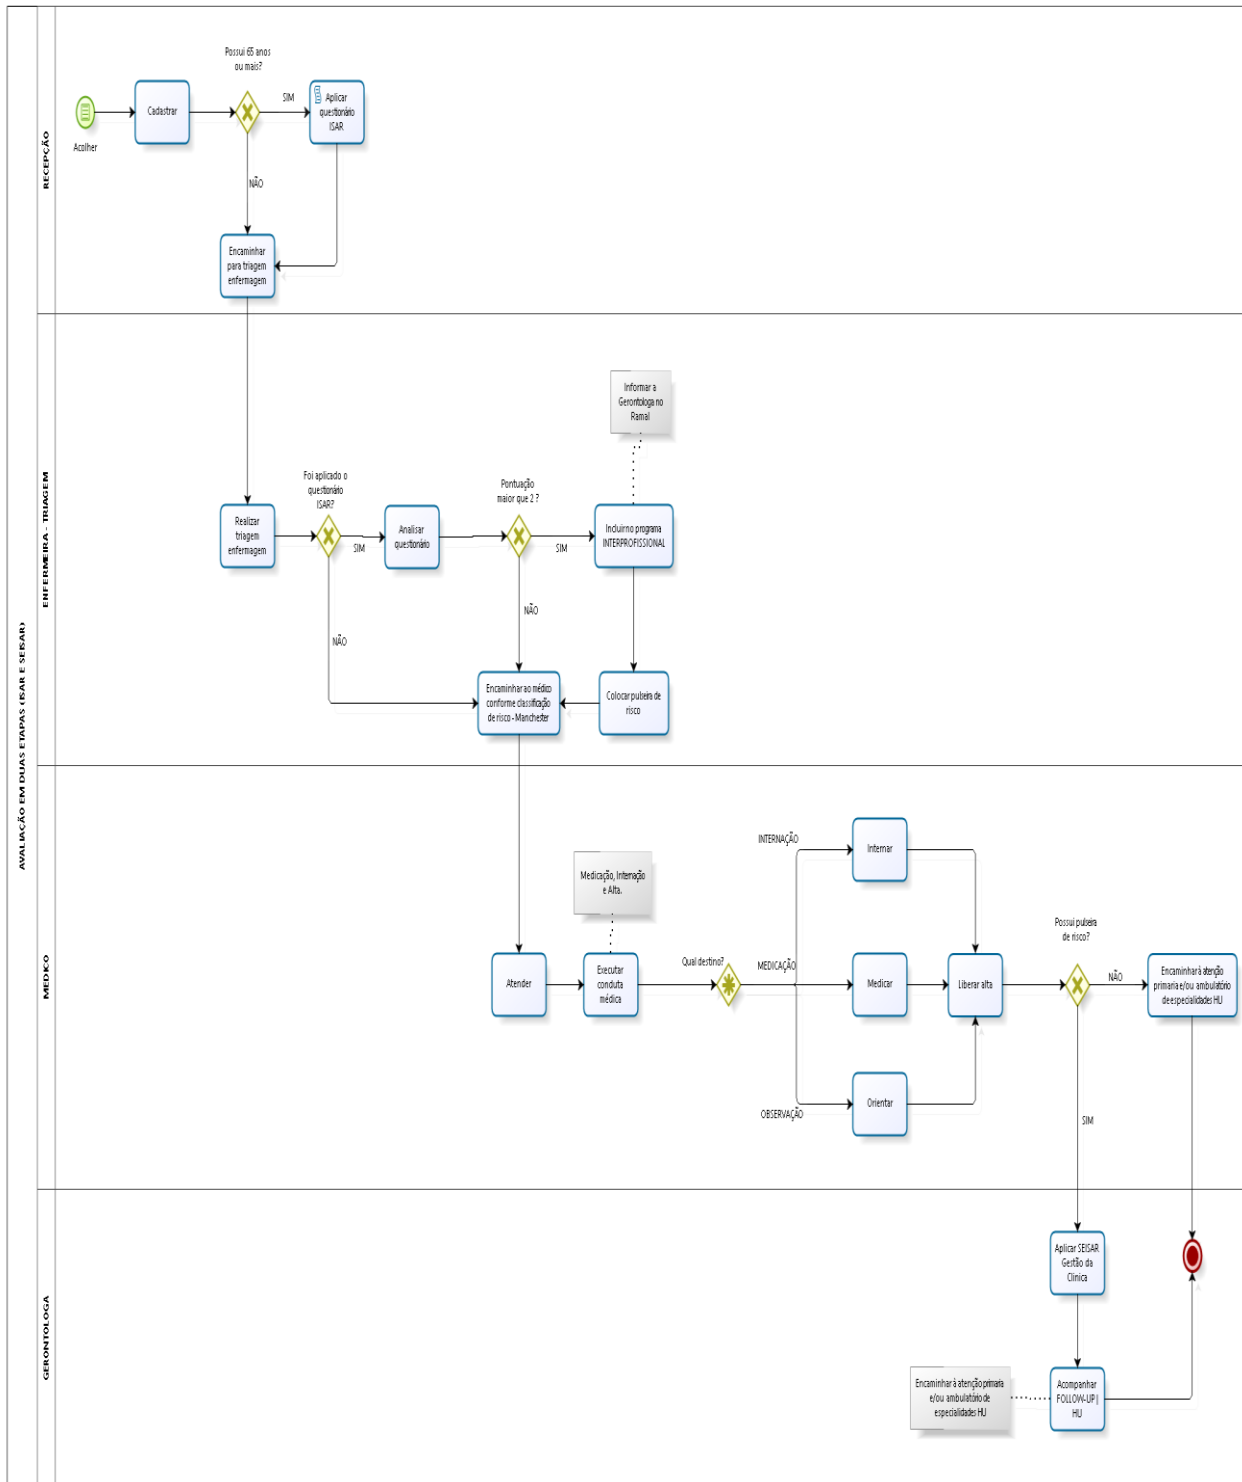 AVALIAÇÃO EM DUAS ETAPAS (ISAR E SEISAR)
RECEPÇÃO
Possui 65 anos
ou mais?
Acolher
Cadastrar
SIM
Aplicar
questionário
ISAR
NÃO
Encaminhar
para triagem
enfermagem
ENFERMEIRA - TRIAGEM
Informar a
Gerontologa no
Ramal
Foi aplicado o
questionário
ISAR?
Pontuação
maior que 2 ?
Realizar
triagem
enfermagem
SIM
Analisar
questionário
SIM
Incluir no programa
INTERPROFISSIONAL
NÃO
NÃO
Encaminhar ao médico
conforme classificação
de risco - Manchester
Colocar pulseira de
risco
MEDICO
INTERNAÇÃO
Internar
Medicação, Internação
e Alta.
Possui pulseira
de risco?
Qual destino?
MEDICAÇÃO
Atender
Executar
conduta
médica
Medicar
Liberar alta
NÃO
Encaminhar à atenção
primaria e/ou ambulatório
de especialidades HU
OBSERVAÇÃO
Orientar
SIM
GERONTOLOGA
Aplicar SEISAR
Gestão da
Clinica
Encaminhar à atenção primaria
e/ou ambulatório de
especialidades HU
Acompanhar
FOLLOW-UP |
HU